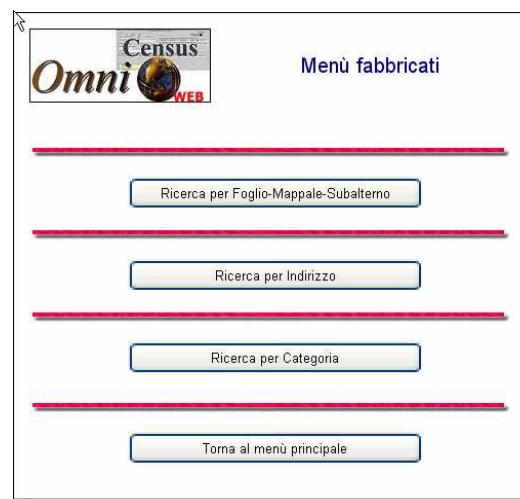 Census
Omni
WEB
Menù fabbricati
Ricerca per Foglio-Mappale-Subalterno
Ricerca per Indirizzo
Ricerca per Categoria
Torna al menù principale